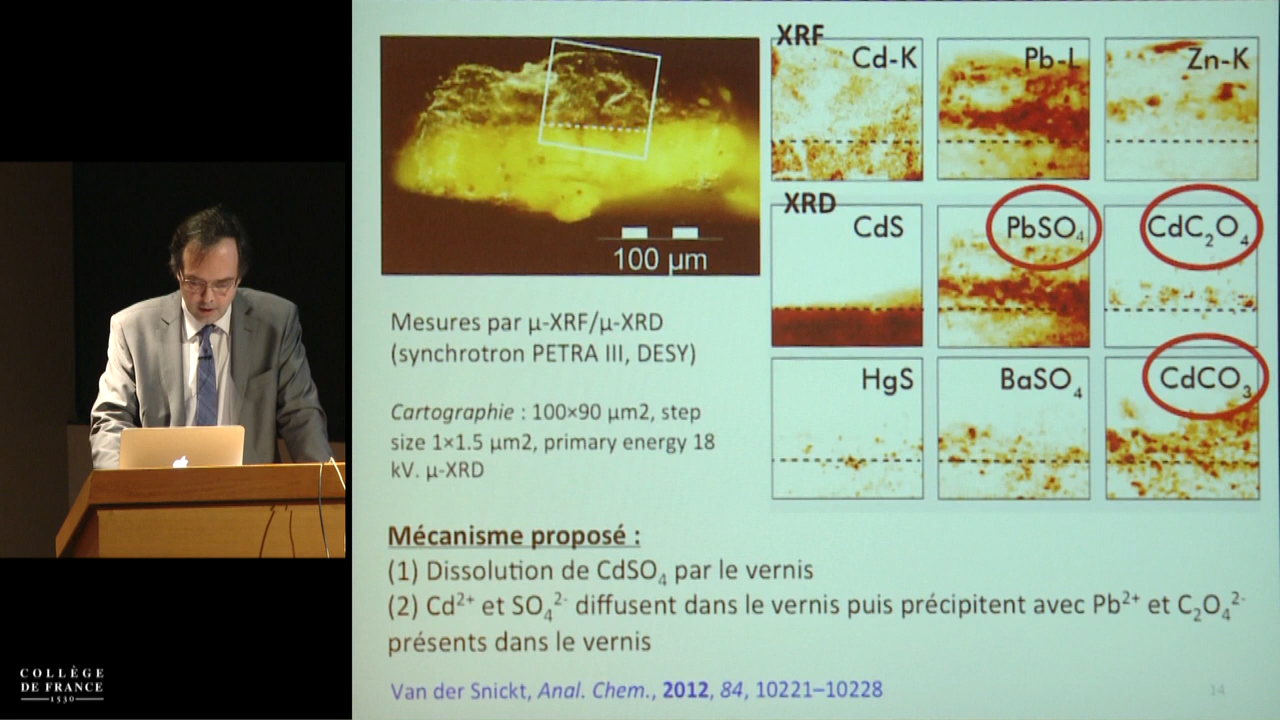 XRF
Cd-K
Pb-L
Zn-K
XRD
CdS
PbSO₄
CdC₂O₄
HgS
BaSO₄
CdCO₃
100 µm
Mesures par µ-XRF/µ-XRD
(synchrotron PETRA III, DESY)
Cartographie : 100×90 µm2, step
size 1×1.5 µm2, primary energy 18
kV. µ-XRD
Mécanisme proposé :
(1) Dissolution de CdSO₄ par le vernis
(2) Cd²⁺ et SO₄²⁻ diffusent dans le vernis puis précipitent avec Pb²⁺ et C₂O₄²⁻
présents dans le vernis
Van der Snickt, Anal. Chem., 2012, 84, 10221–10228
14
COLLÈGE
DE FRANCE
1530